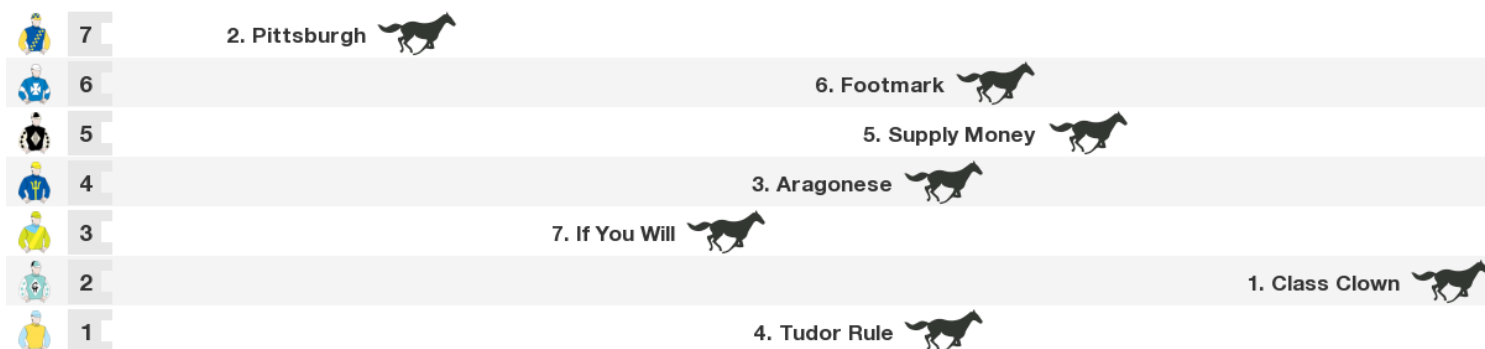 7 2. Pittsburgh
6 6. Footmark
5 5. Supply Money
4 3. Aragonese
3 7. If You Will
2 1. Class Clown
1 4. Tudor Rule